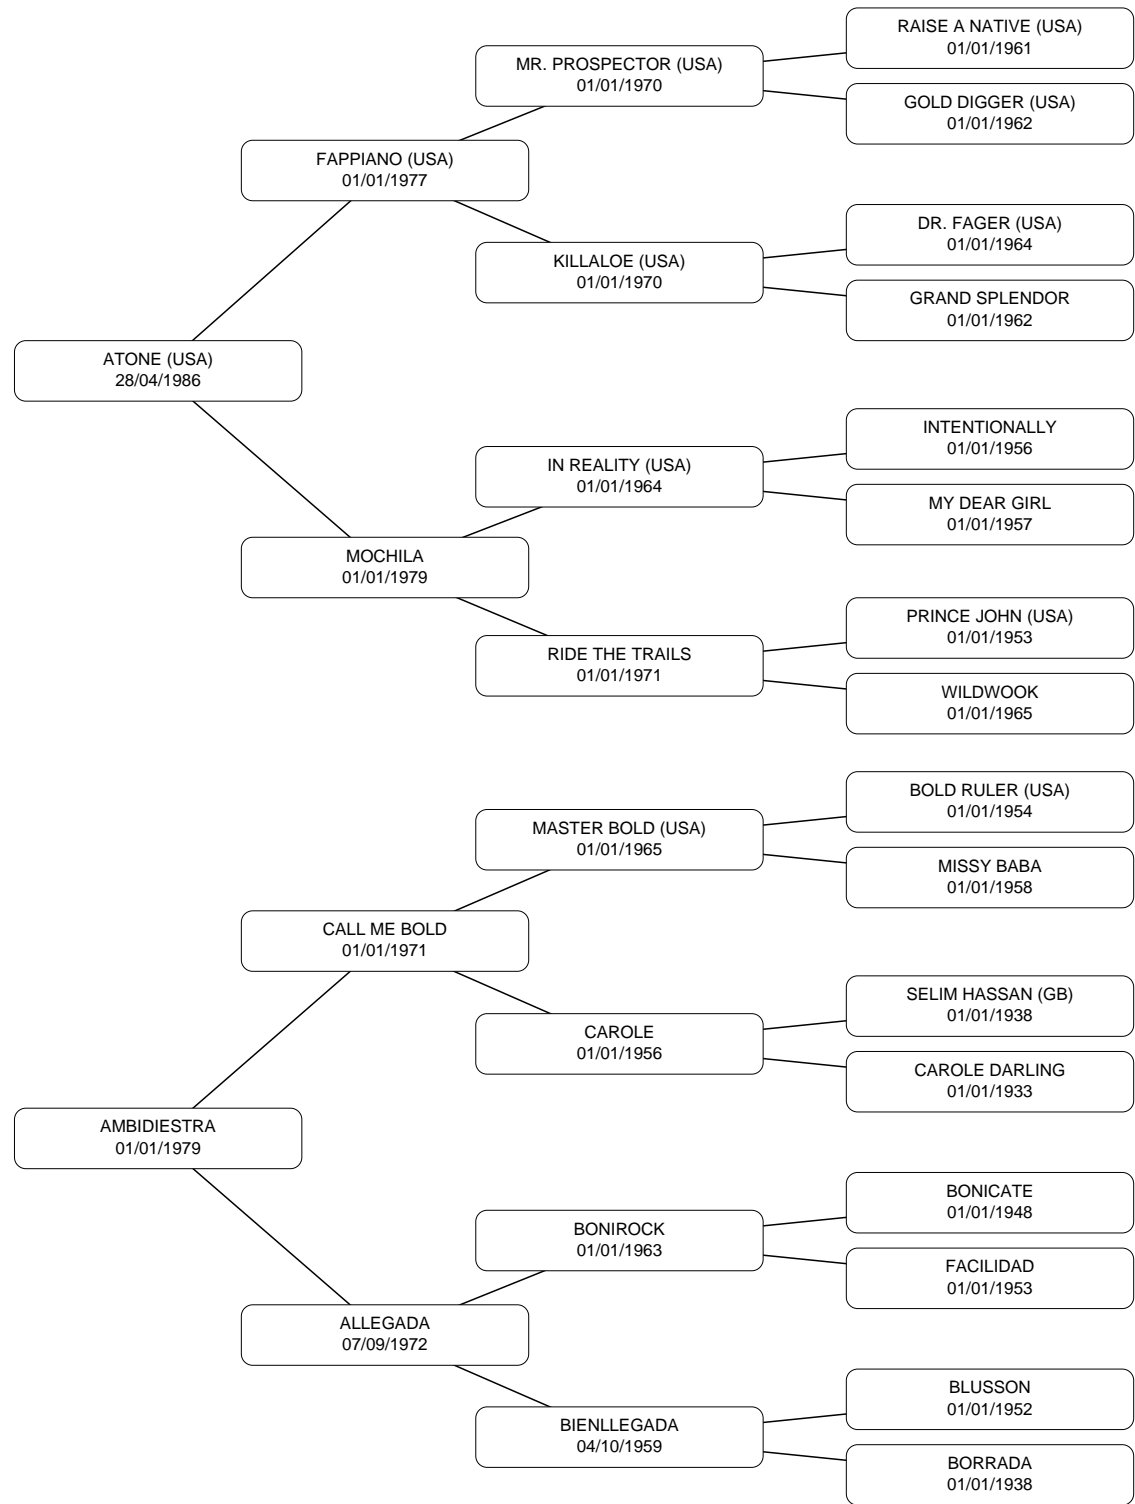 RAISE A NATIVE (USA)
01/01/1961
MR. PROSPECTOR (USA)
01/01/1970
GOLD DIGGER (USA)
01/01/1962
FAPPIANO (USA)
01/01/1977
DR. FAGER (USA)
01/01/1964
KILLALOE (USA)
01/01/1970
GRAND SPLENDOR
01/01/1962
ATONE (USA)
28/04/1986
INTENTIONALLY
01/01/1956
IN REALITY (USA)
01/01/1964
MY DEAR GIRL
01/01/1957
MOCHILA
01/01/1979
PRINCE JOHN (USA)
01/01/1953
RIDE THE TRAILS
01/01/1971
WILDWOOK
01/01/1965
BOLD RULER (USA)
01/01/1954
MASTER BOLD (USA)
01/01/1965
MISSY BABA
01/01/1958
CALL ME BOLD
01/01/1971
SELIM HASSAN (GB)
01/01/1938
CAROLE
01/01/1956
CAROLE DARLING
01/01/1933
AMBIDIESTRA
01/01/1979
BONICATE
01/01/1948
BONIROCK
01/01/1963
FACILIDAD
01/01/1953
ALLEGADA
07/09/1972
BLUSSON
01/01/1952
BIENLLEGADA
04/10/1959
BORRADA
01/01/1938